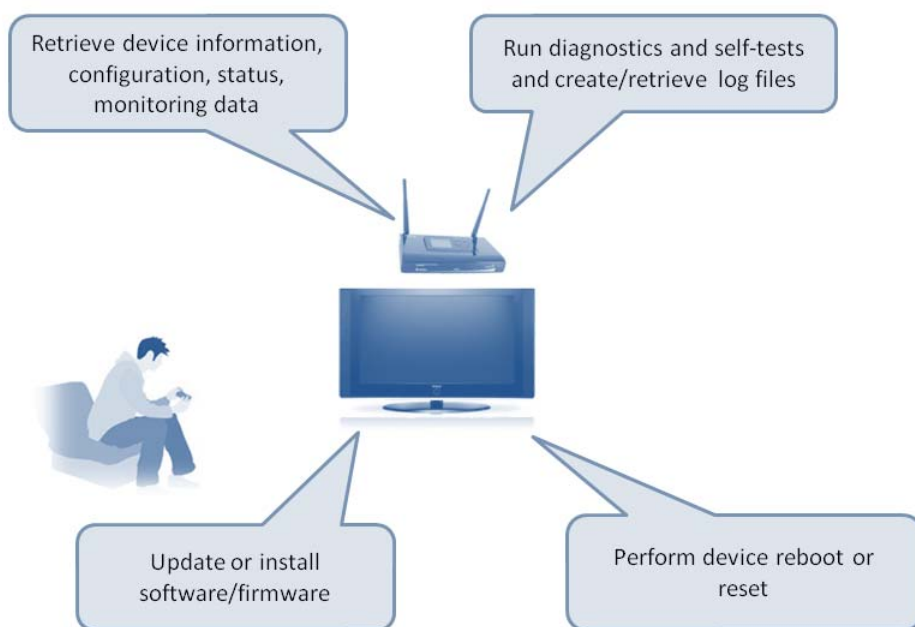 Retrieve device information,
configuration, status,
monitoring data
Run diagnostics and self-tests
and create/retrieve log files
Update or install
software/firmware
Perform device reboot or
reset